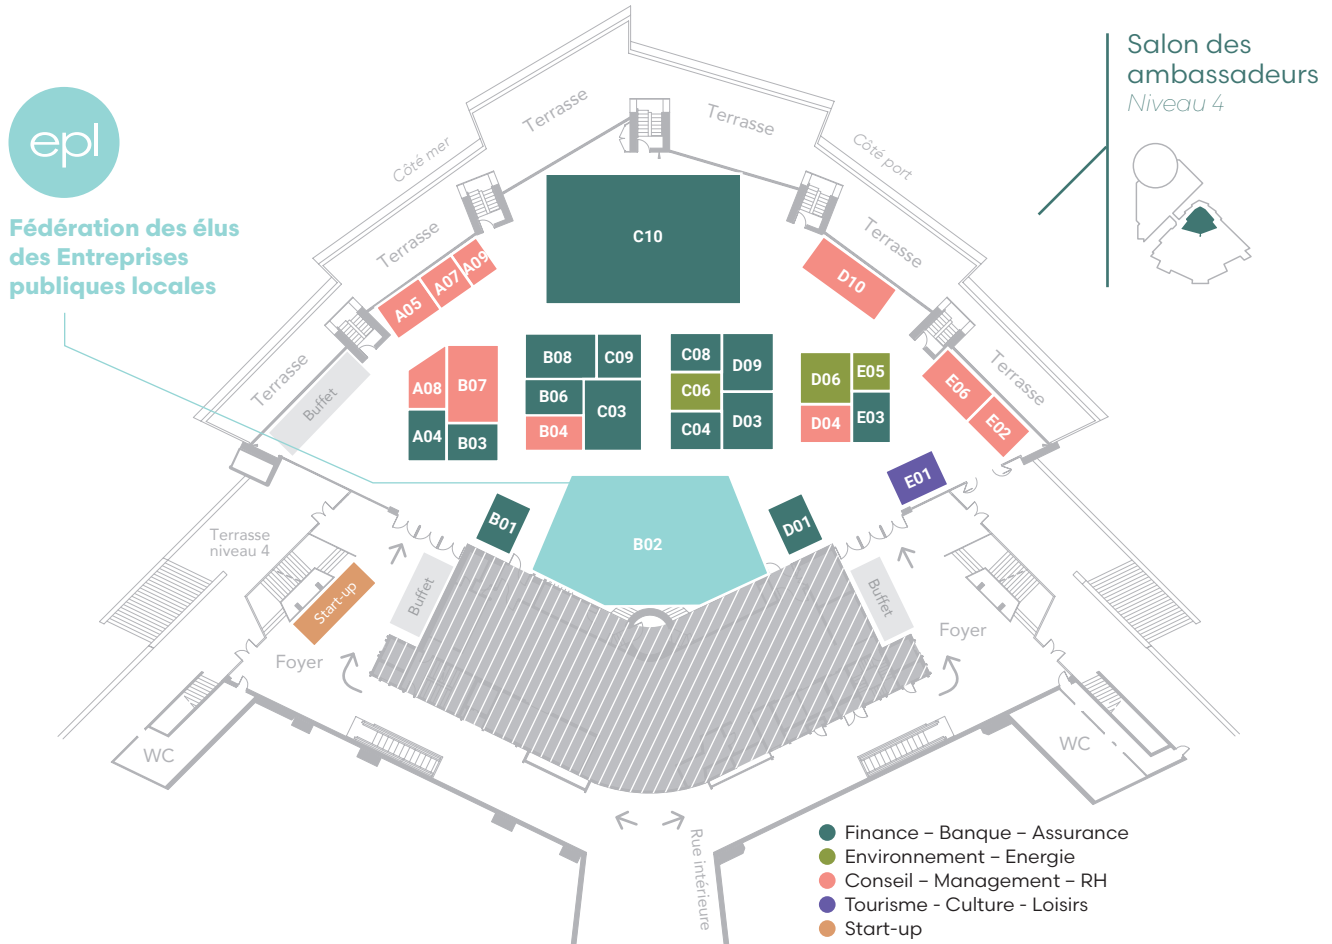 epl
Fédération des élus
des Entreprises
publiques locales
Salon des
ambassadeurs
Niveau 4
Terrasse
Terrasse
Côté mer
Côté port
Terrasse
Terrasse
C10
A05
A07
A09
D10
Terrasse
Buffet
Terrasse
B08
C09
C08
D09
D06
E05
A08
B07
B06
C03
C06
E06
A04
B03
B04
C04
D03
D04
E03
E02
E01
B01
B02
D01
Terrasse
niveau 4
Start-up
Buffet
Buffet
Foyer
Foyer
WC
WC
Rue intérieure
Finance – Banque – Assurance
Environnement – Energie
Conseil – Management – RH
Tourisme - Culture - Loisirs
Start-up